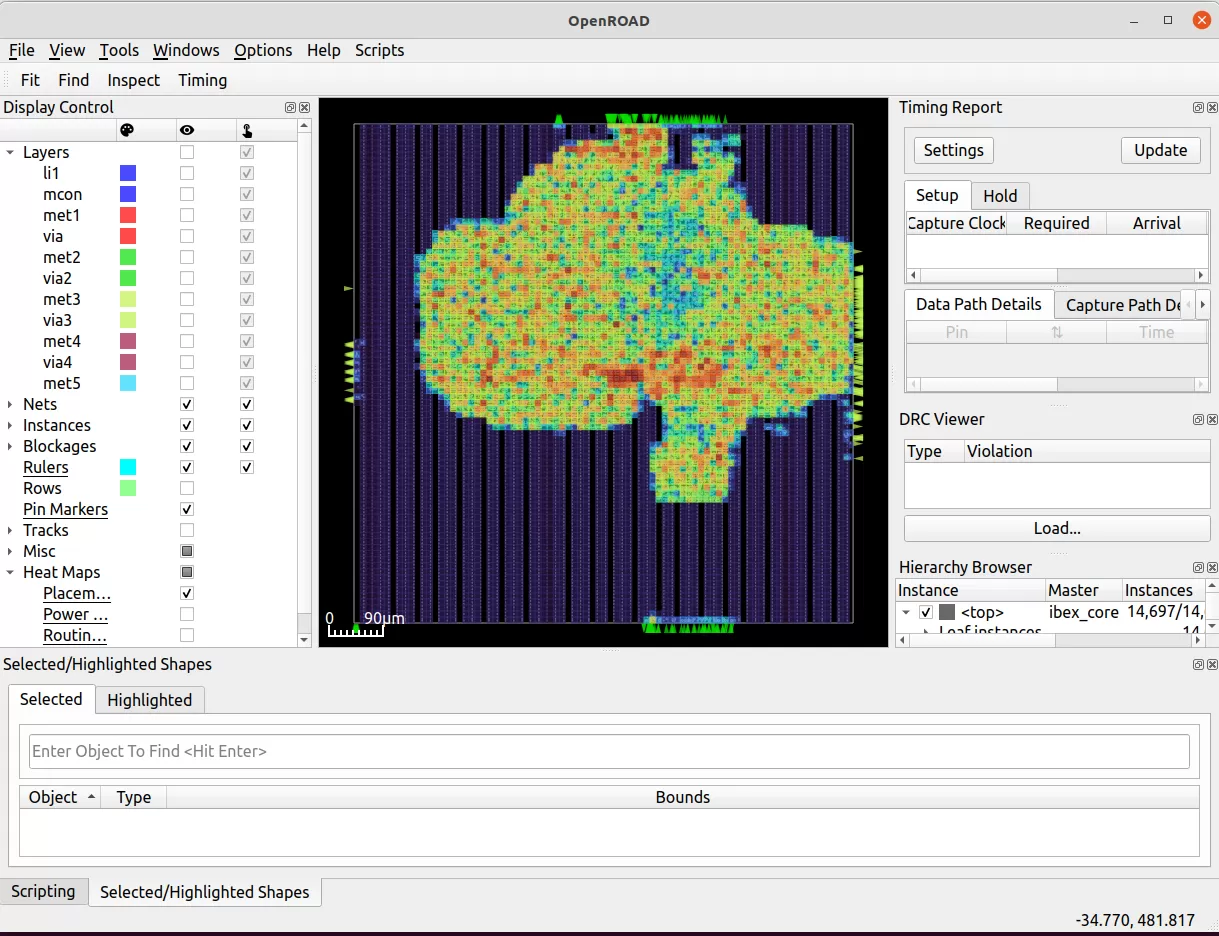 OpenROAD
File View Tools Windows Options Help Scripts
Fit Find Inspect Timing
Display Control
Layers
li1
mcon
met1
via
met2
via2
met3
via3
met4
via4
met5
Nets
Instances
Blockages
Rulers
Rows
Pin Markers
Tracks
Misc
Heat Maps
Placem...
Power ...
Routin...
0 90μm
Timing Report
Settings Update
Setup Hold
Capture Clock Required Arrival
Data Path Details Capture Path De
Pin Time
DRC Viewer
Type Violation
Load...
Hierarchy Browser
Instance Master Instances
<top> ibex_core 14,697/14,
Leaf instances 14
Selected/Highlighted Shapes
Selected Highlighted
Enter Object To Find <Hit Enter>
Object Type Bounds
Scripting Selected/Highlighted Shapes
-34.770, 481.817